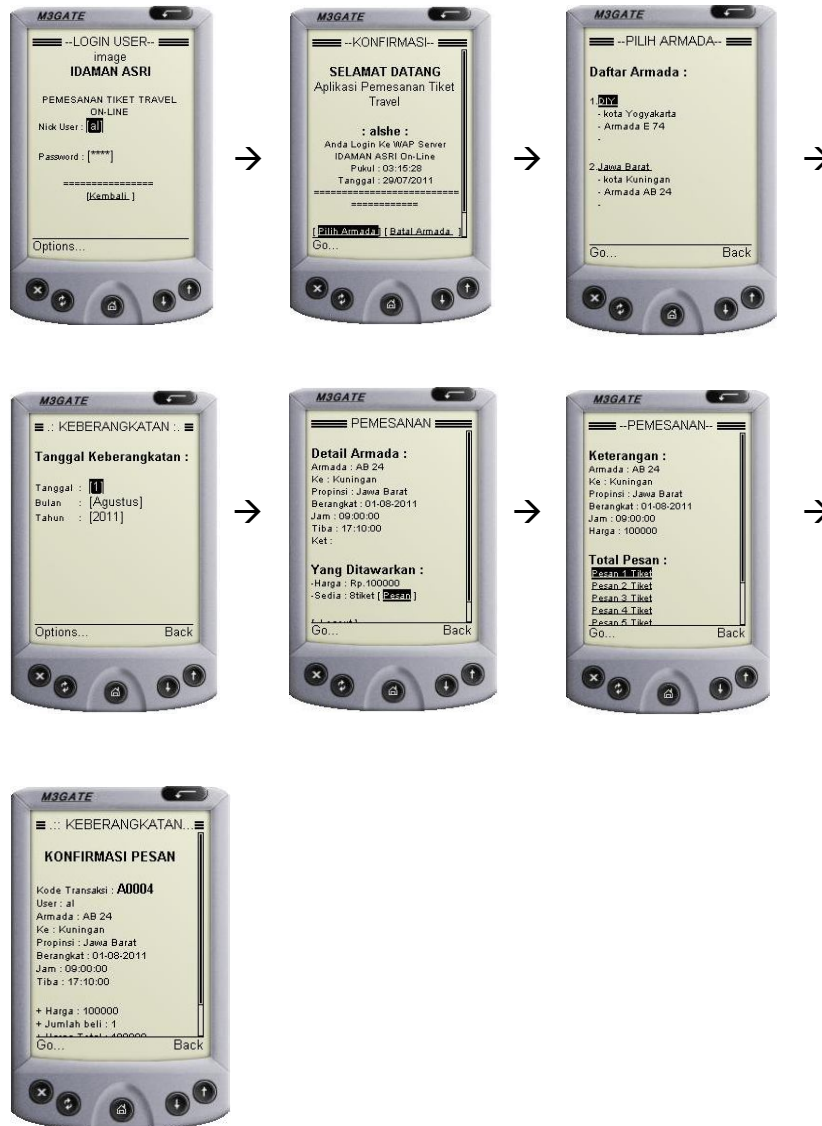 M3GATE
--LOGIN USER--
image
IDAMAN ASRI
PEMESANAN TIKET TRAVEL
ON-LINE
Nick User : [al]
Password : [****]
================
[Kembali ]
Options...
→
M3GATE
--KONFIRMASI--
SELAMAT DATANG
Aplikasi Pemesanan Tiket
Travel
: alshe :
Anda Login Ke WAP Server
IDAMAN ASRI On-Line
Pukul : 03:15:28
Tanggal : 29/07/2011
==========================
============
[ Pilih Armada ] [ Batal Armada ]
Go...
→
M3GATE
--PILIH ARMADA--
Daftar Armada :
1.DIY
- kota Yogyakarta
- Armada E 74
-
2.Jawa Barat
- kota Kuningan
- Armada AB 24
-
Go... Back
→
M3GATE
.: KEBERANGKATAN :.
Tanggal Keberangkatan :
Tanggal : [1]
Bulan : [Agustus]
Tahun : [2011]
Options... Back
→
M3GATE
PEMESANAN
Detail Armada :
Armada : AB 24
Ke : Kuningan
Propinsi : Jawa Barat
Berangkat : 01-08-2011
Jam : 09:00:00
Tiba : 17:10:00
Ket :
Yang Ditawarkan :
-Harga : Rp.100000
-Sedia : 8tiket [ Pesan ]
[ Logout ]
Go... Back
→
M3GATE
--PEMESANAN--
Keterangan :
Armada : AB 24
Ke : Kuningan
Propinsi : Jawa Barat
Berangkat : 01-08-2011
Jam : 09:00:00
Harga : 100000
Total Pesan :
Pesan 1 Tiket
Pesan 2 Tiket
Pesan 3 Tiket
Pesan 4 Tiket
Pesan 5 Tiket
Go... Back
→
M3GATE
.:: KEBERANGKATAN...
KONFIRMASI PESAN
Kode Transaksi : A0004
User : al
Armada : AB 24
Ke : Kuningan
Propinsi : Jawa Barat
Berangkat : 01-08-2011
Jam : 09:00:00
Tiba : 17:10:00
+ Harga : 100000
+ Jumlah beli : 1
+ Harga Total : 100000
Go... Back